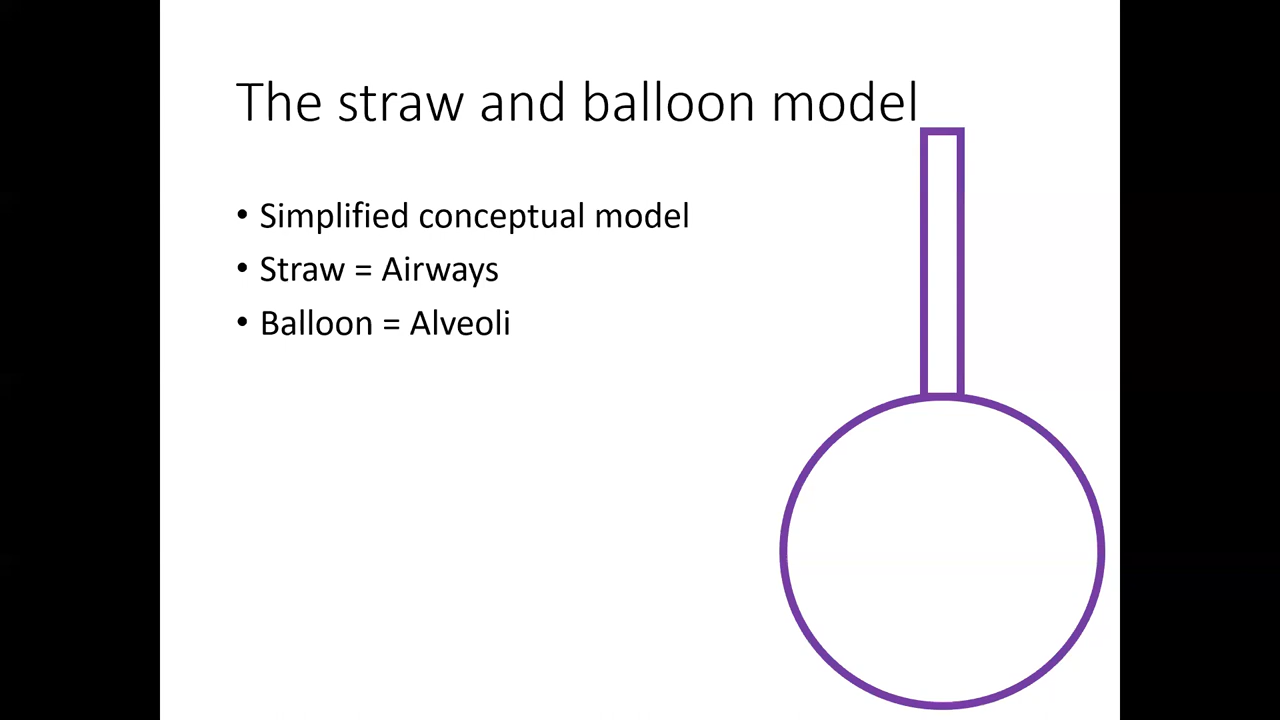 The straw and balloon model
• Simplified conceptual model
• Straw = Airways
• Balloon = Alveoli